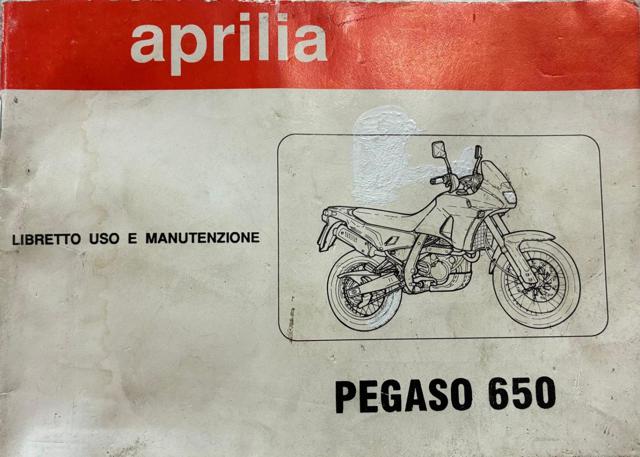 aprilia
LIBRETTO USO E MANUTENZIONE
PEGASO 650